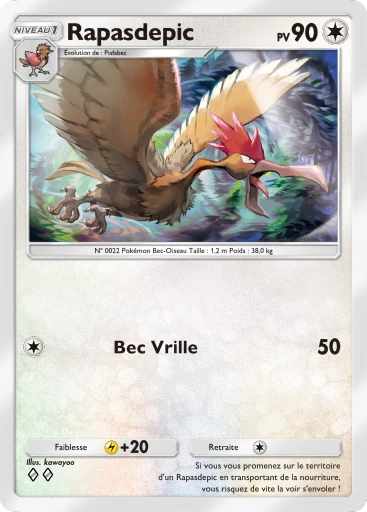 NIVEAU 1
Rapasdepic
PV 90
Évolution de : Piafabec
N° 0022 Pokémon Bec-Oiseau Taille : 1,2 m Poids : 38,0 kg
Bec Vrille 50
Faiblesse +20
Retraite
Illus. kawayoo
Si vous vous promenez sur le territoire
d'un Rapasdepic en transportant de la nourriture,
vous risquez de vite la voir s'envoler !